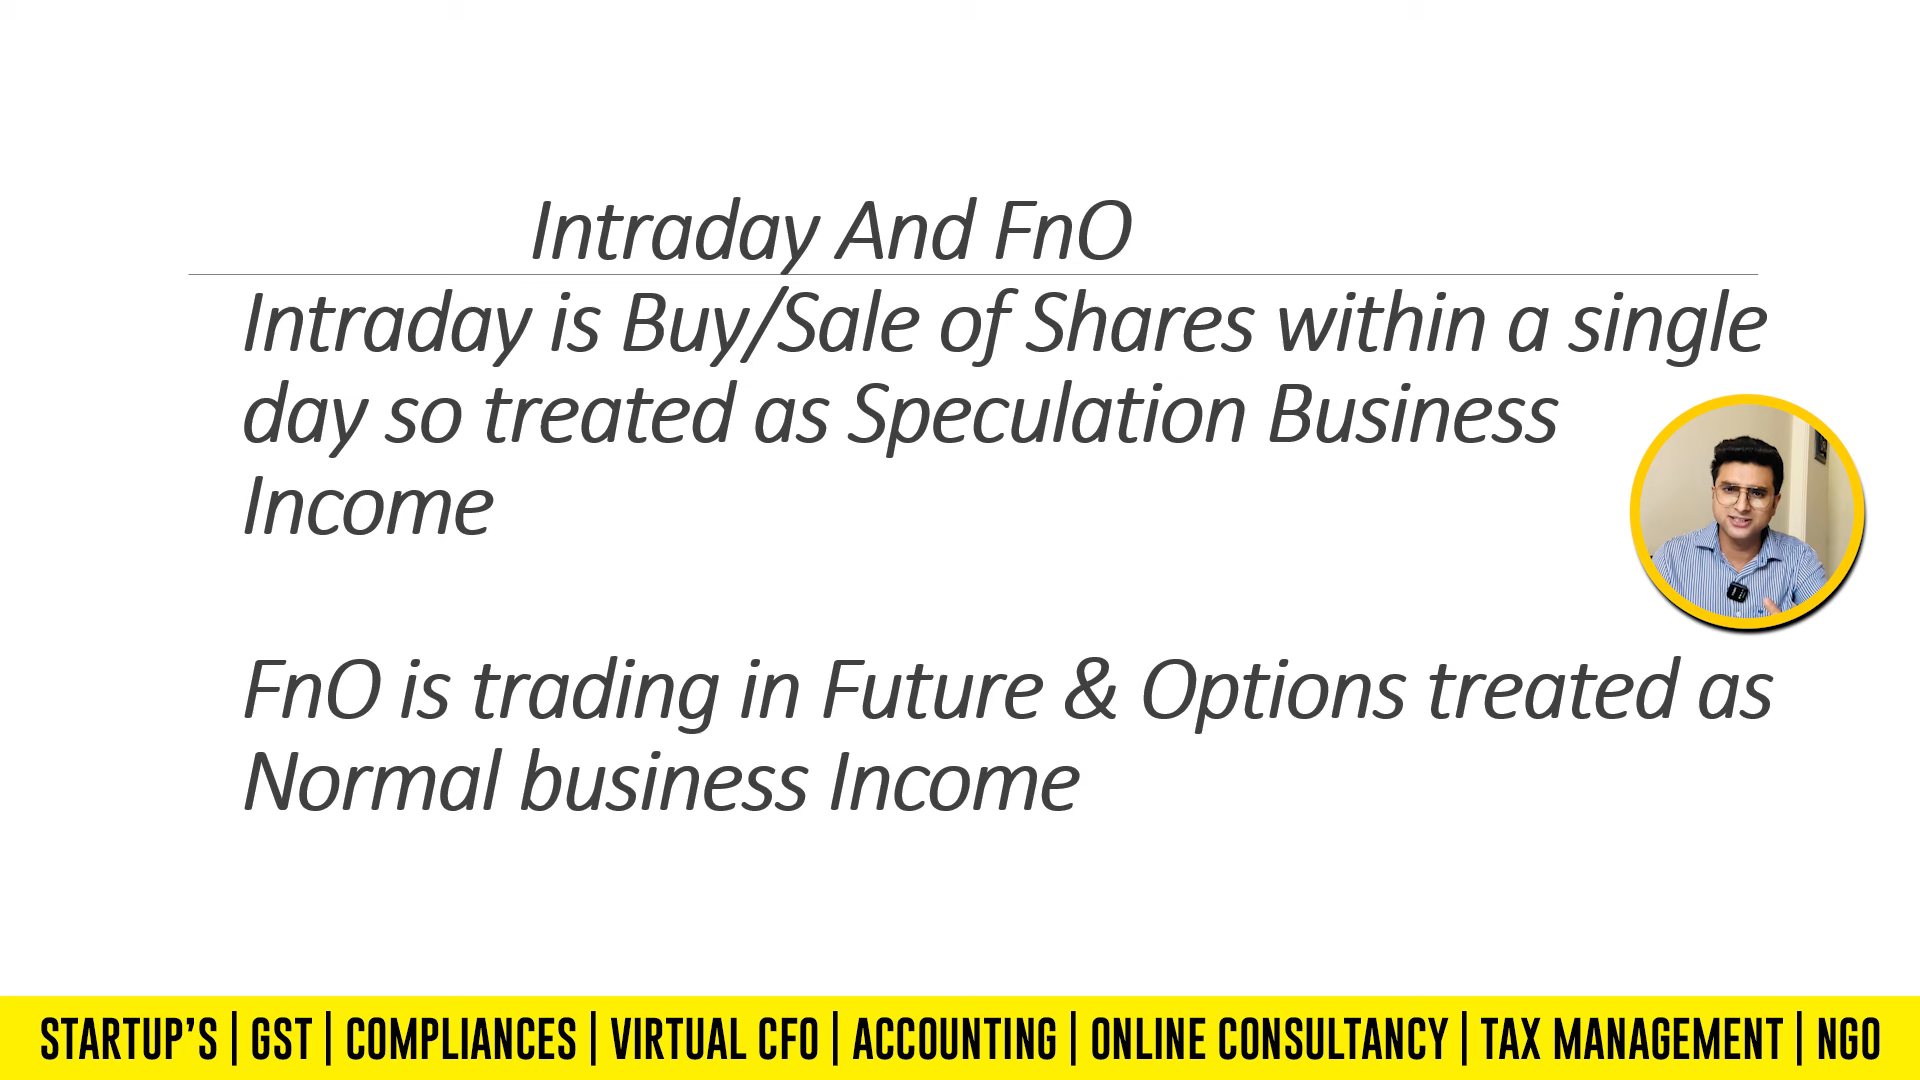 Intraday And FnO
Intraday is Buy/Sale of Shares within a single
day so treated as Speculation Business
Income
FnO is trading in Future & Options treated as
Normal business Income
STARTUP'S | GST | COMPLIANCES | VIRTUAL CFO | ACCOUNTING | ONLINE CONSULTANCY | TAX MANAGEMENT | NGO